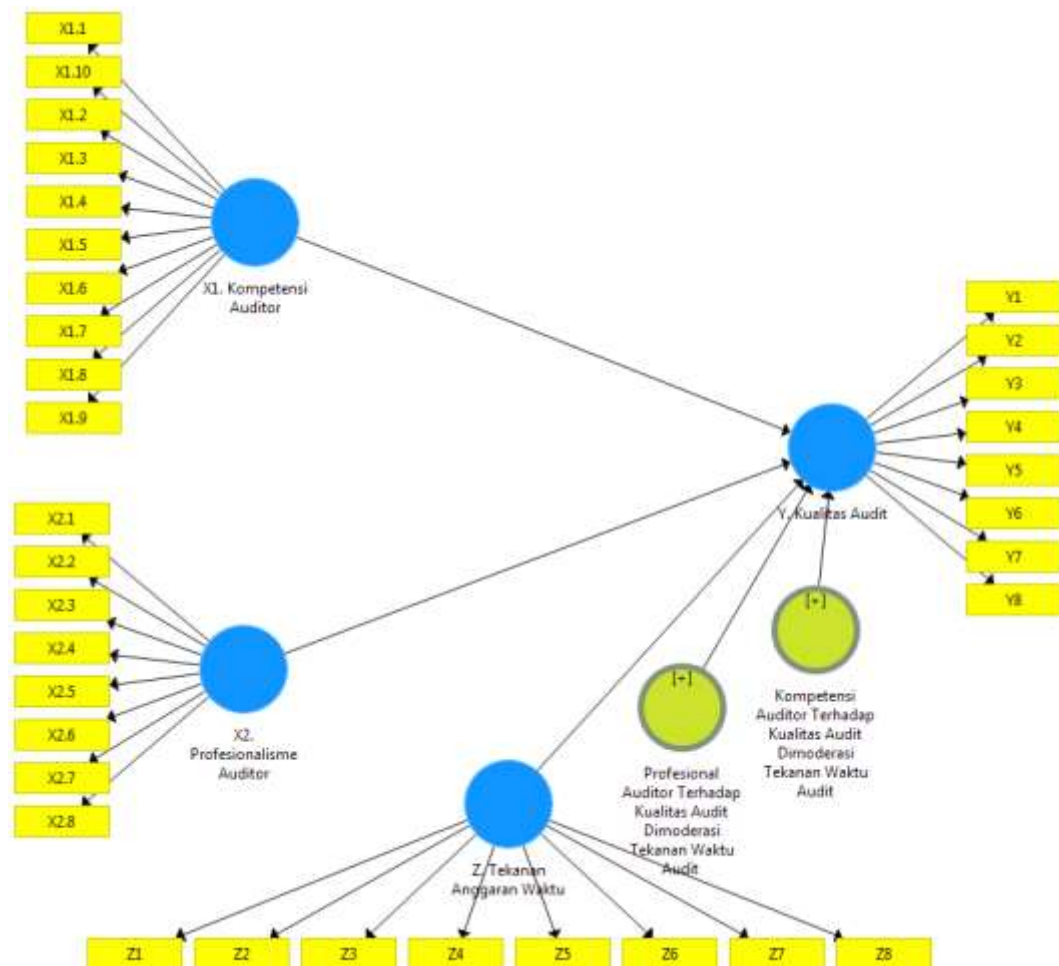 X1.1
X1.10
X1.2
X1.3
X1.4
X1.5
X1.6
X1.7
X1.8
X1.9
X1. Kompetensi
Auditor
X2.1
X2.2
X2.3
X2.4
X2.5
X2.6
X2.7
X2.8
X2.
Profesionalisme
Auditor
Y1
Y2
Y3
Y4
Y5
Y6
Y7
Y8
Y. Kualitas Audit
[+]
Kompetensi
Auditor Terhadap
Kualitas Audit
Dimoderasi
Tekanan Waktu
Audit
[+]
Profesional
Auditor Terhadap
Kualitas Audit
Dimoderasi
Tekanan Waktu
Audit
Z. Tekanan
Anggaran Waktu
Z1
Z2
Z3
Z4
Z5
Z6
Z7
Z8